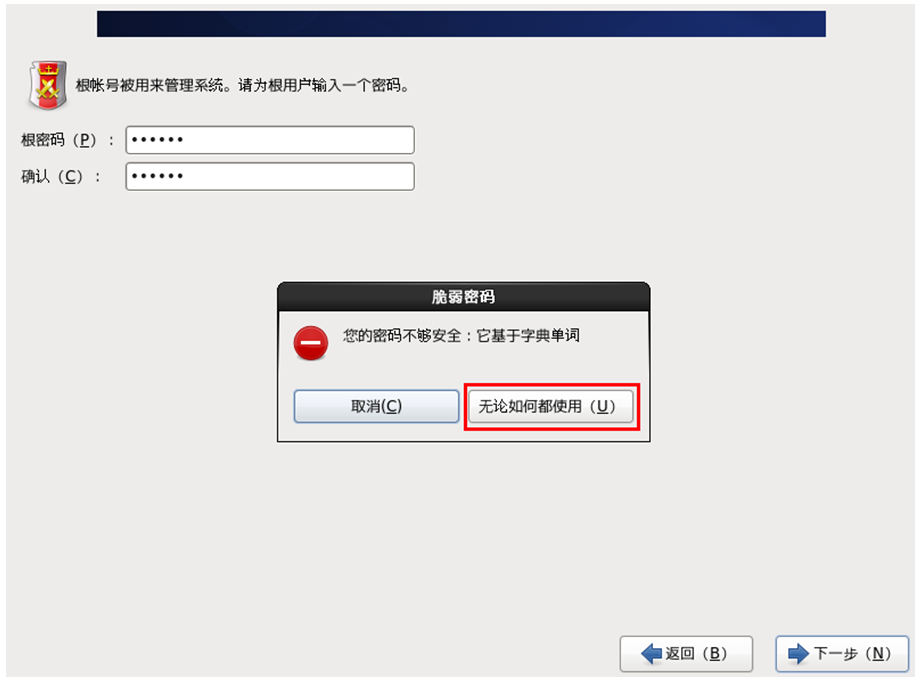 根帐号被用来管理系统。请为根用户输入一个密码。
根密码（P）：
••••••
确认（C）：
••••••
脆弱密码
您的密码不够安全：它基于字典单词
取消(C)
无论如何都使用（U）
返回（B）
下一步（N）